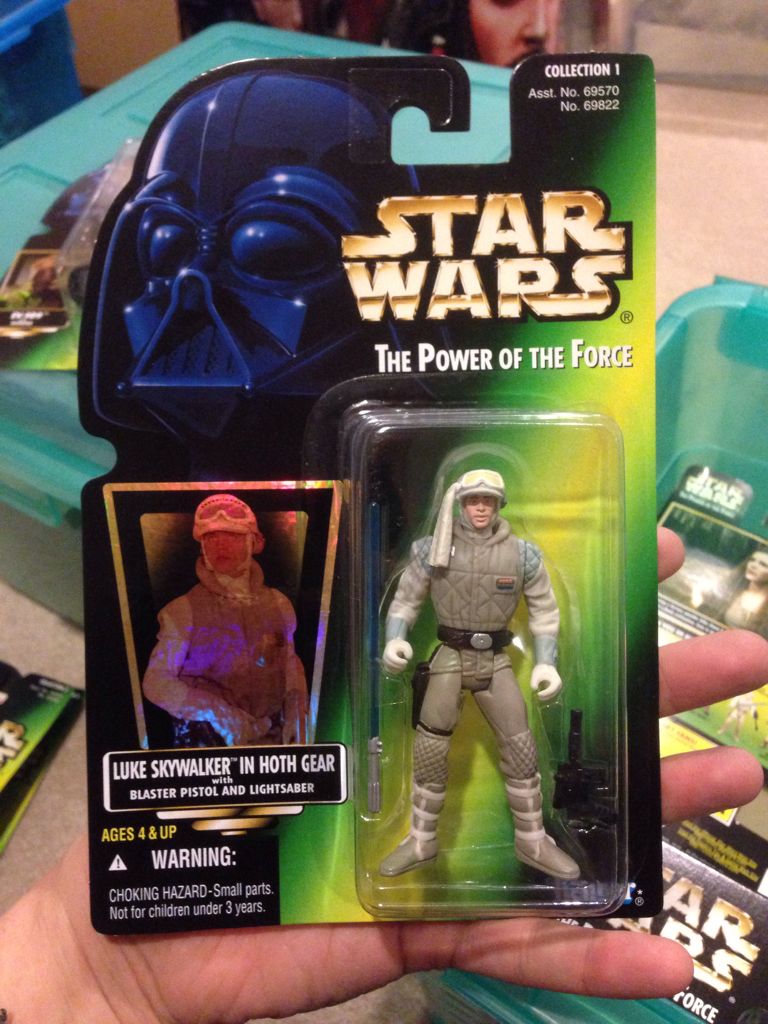 COLLECTION 1
Asst. No. 69570
No. 69822
STAR
WARS®
THE POWER OF THE FORCE
LUKE SKYWALKER™ IN HOTH GEAR
with
BLASTER PISTOL AND LIGHTSABER
AGES 4 & UP
WARNING:
CHOKING HAZARD-Small parts.
Not for children under 3 years.
STAR
WARS
AR
ARS
FORCE